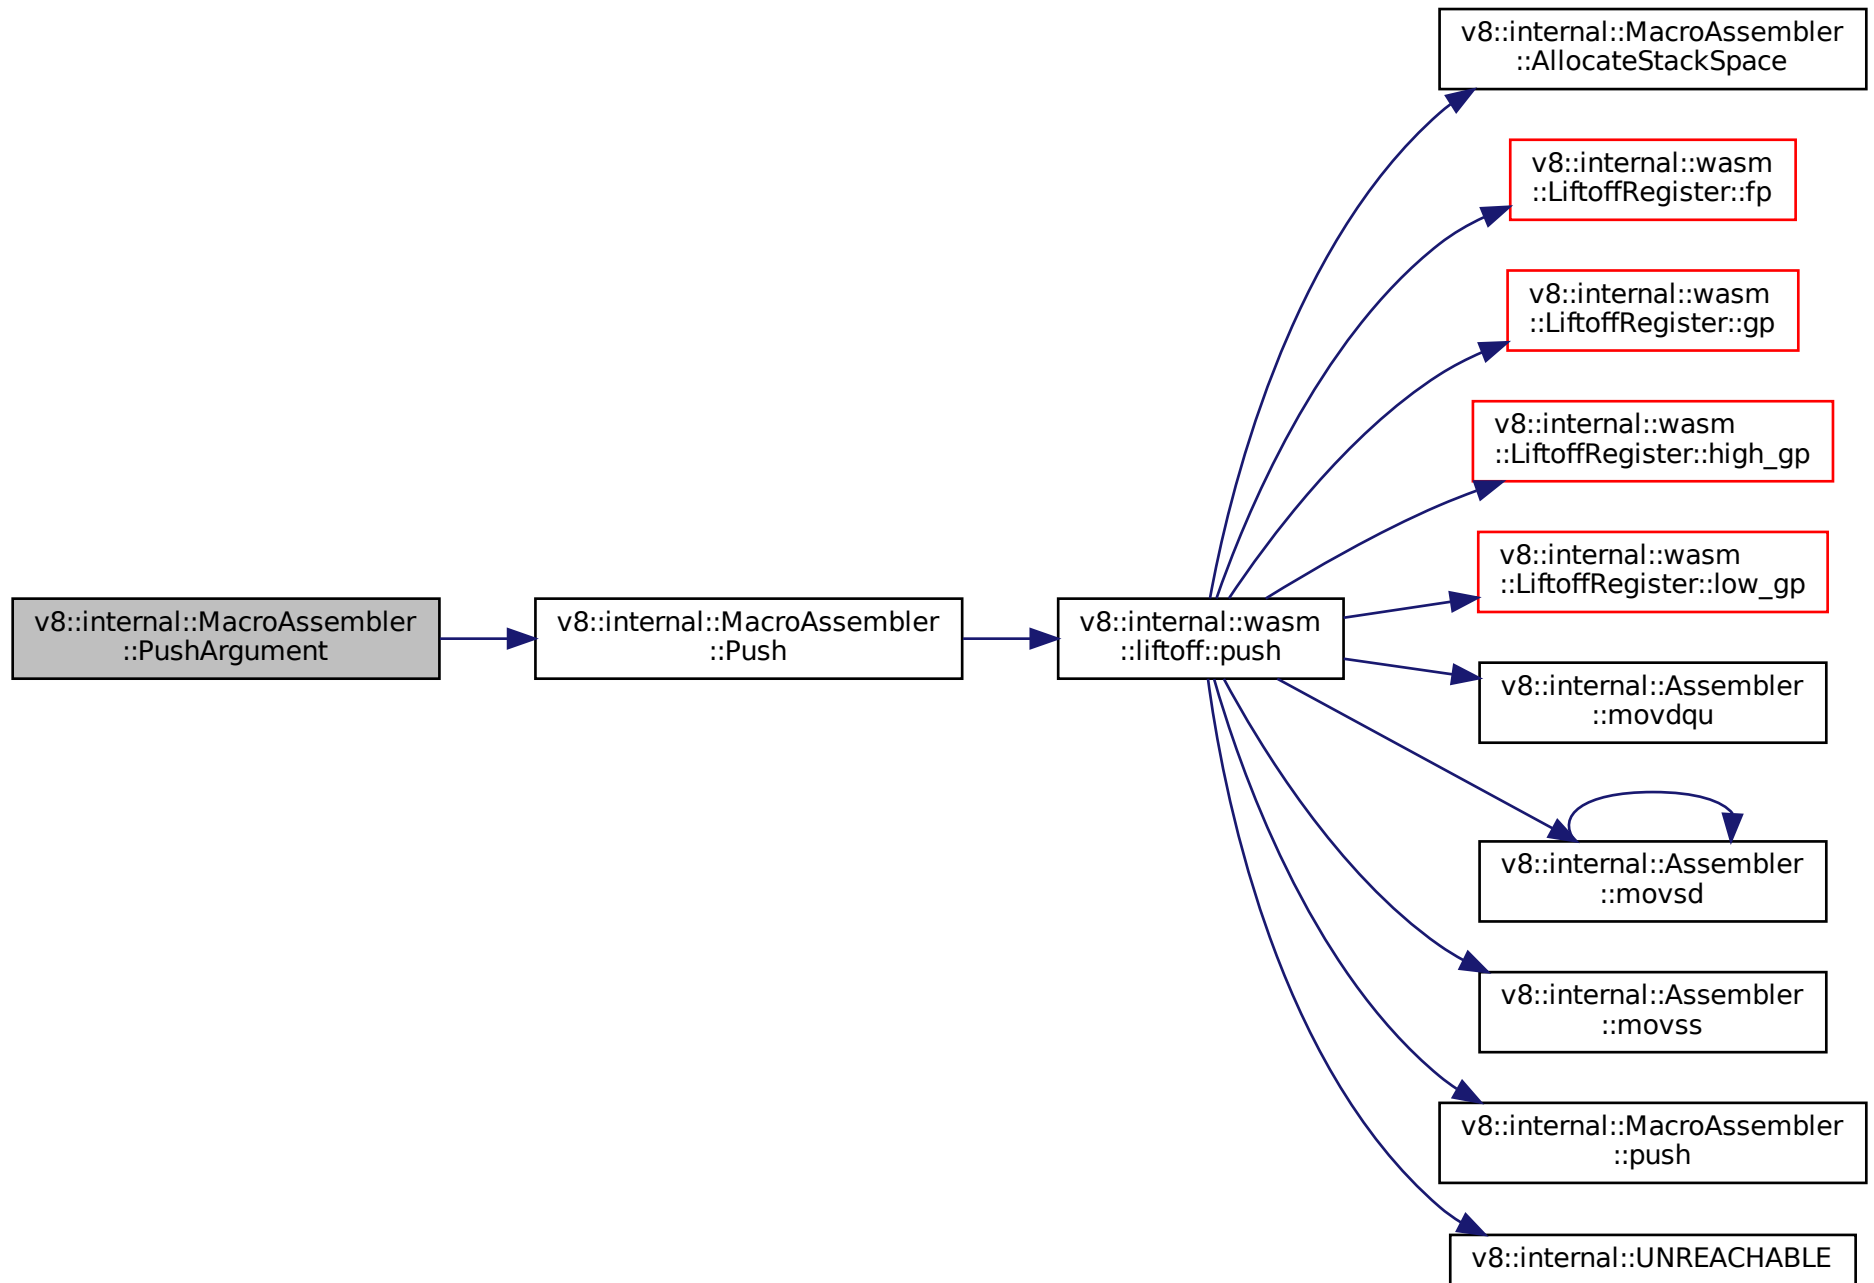 v8::internal::MacroAssembler
::AllocateStackSpace
v8::internal::wasm
::LiftoffRegister::fp
v8::internal::wasm
::LiftoffRegister::gp
v8::internal::wasm
::LiftoffRegister::high_gp
v8::internal::wasm
::LiftoffRegister::low_gp
v8::internal::MacroAssembler
::PushArgument
v8::internal::MacroAssembler
::Push
v8::internal::wasm
::liftoff::push
v8::internal::Assembler
::movdqu
v8::internal::Assembler
::movsd
v8::internal::Assembler
::movss
v8::internal::MacroAssembler
::push
v8::internal::UNREACHABLE